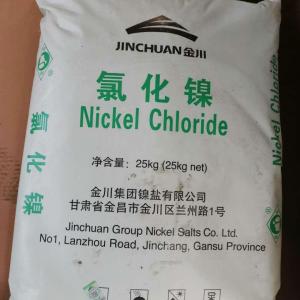 JINCHUAN金川
氯化镍
Nickel Chloride
氯化镍
净含量：25kg (25kg net)
金川集团镍盐有限公司
甘肃省金昌市金川区兰州路1号
Jinchuan Group Nickel Salts Co. Ltd.
No1, Lanzhou Road, Jinchang, Gansu Province